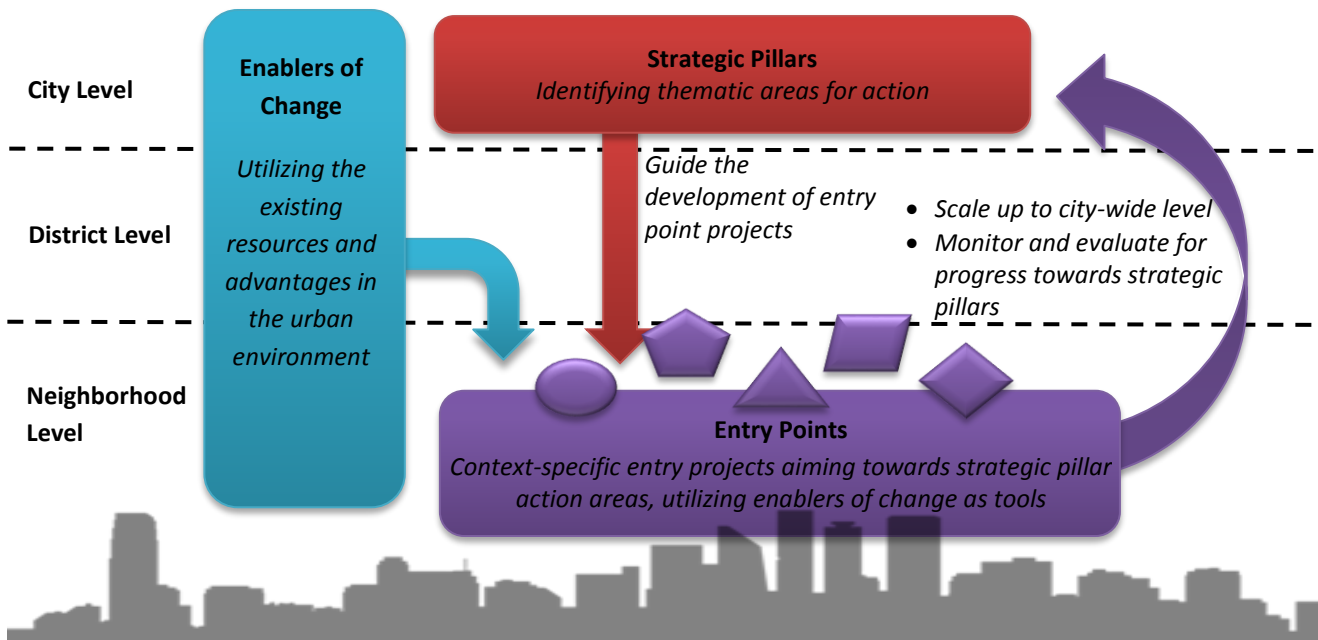 City Level
District Level
Neighborhood
Level
Enablers of
Change
Utilizing the
existing
resources and
advantages in
the urban
environment
Strategic Pillars
Identifying thematic areas for action
Guide the
development of entry
point projects
• Scale up to city-wide level
• Monitor and evaluate for
progress towards strategic
pillars
Entry Points
Context-specific entry projects aiming towards strategic pillar
action areas, utilizing enablers of change as tools